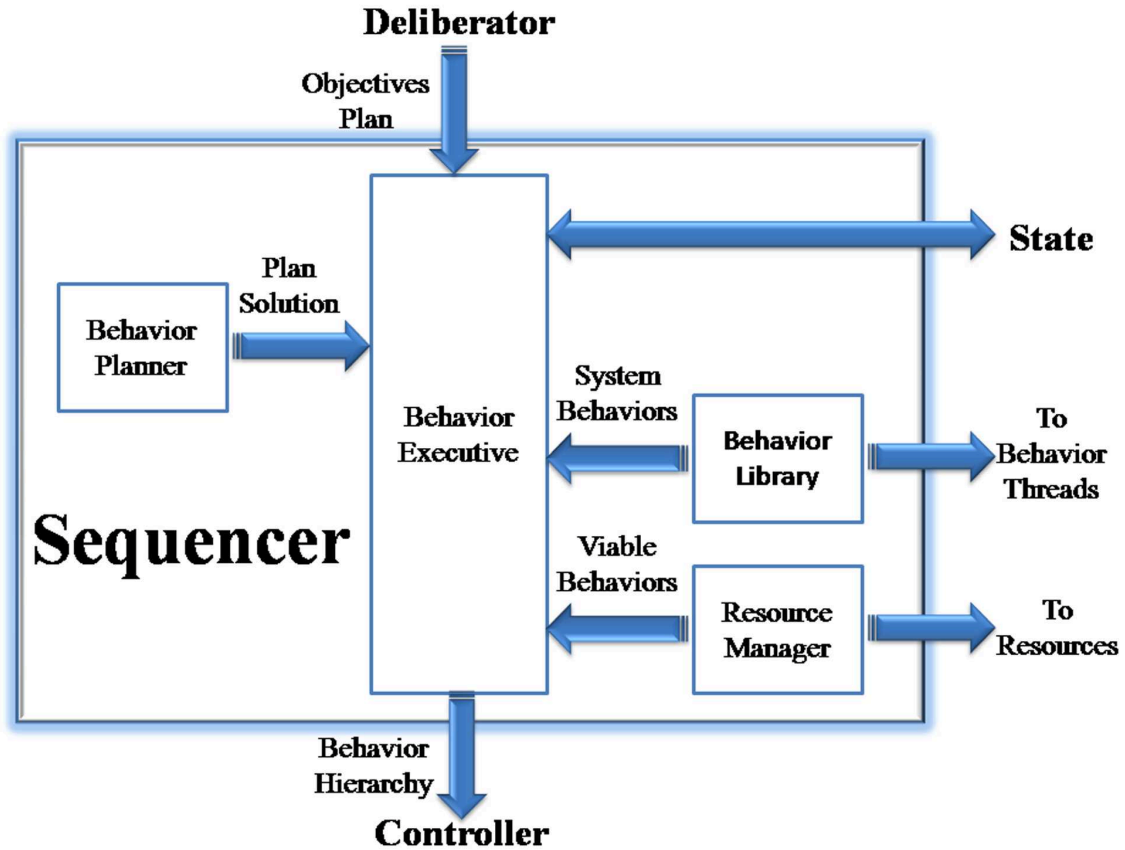 Deliberator
Objectives
Plan
State
Plan
Solution
Behavior
Planner
System
Behaviors
Behavior
Executive
Behavior
Library
To
Behavior
Threads
Sequencer
Viable
Behaviors
Resource
Manager
To
Resources
Behavior
Hierarchy
Controller